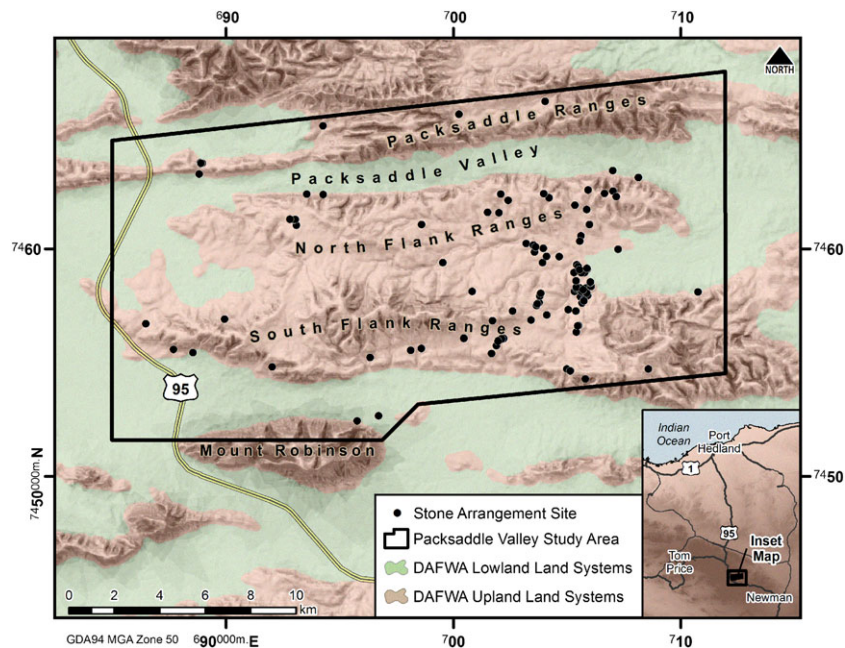 ⁶90
700
710
NORTH
Packsaddle Ranges
Packsaddle Valley
North Flank Ranges
⁷⁴60
⁷⁴60
South Flank Ranges
95
Mount Robinson
⁷⁴50⁰⁰⁰m. N
⁷⁴50
Stone Arrangement Site
Packsaddle Valley Study Area
DAFWA Lowland Land Systems
DAFWA Upland Land Systems
Indian
Ocean
Port
Hedland
1
95
Inset
Map
Tom
Price
Newman
0 2 4 6 8 10
km
GDA94 MGA Zone 50
⁶90⁰⁰⁰m. E
700
710